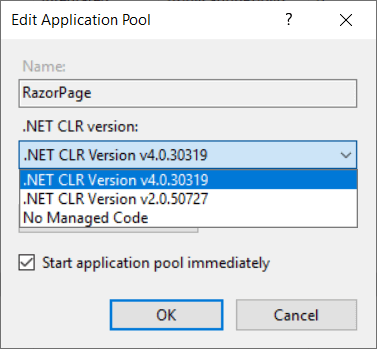 Edit Application Pool
?
Name:
RazorPage
.NET CLR version:
.NET CLR Version v4.0.30319
.NET CLR Version v4.0.30319
.NET CLR Version v2.0.50727
No Managed Code
Start application pool immediately
OK
Cancel